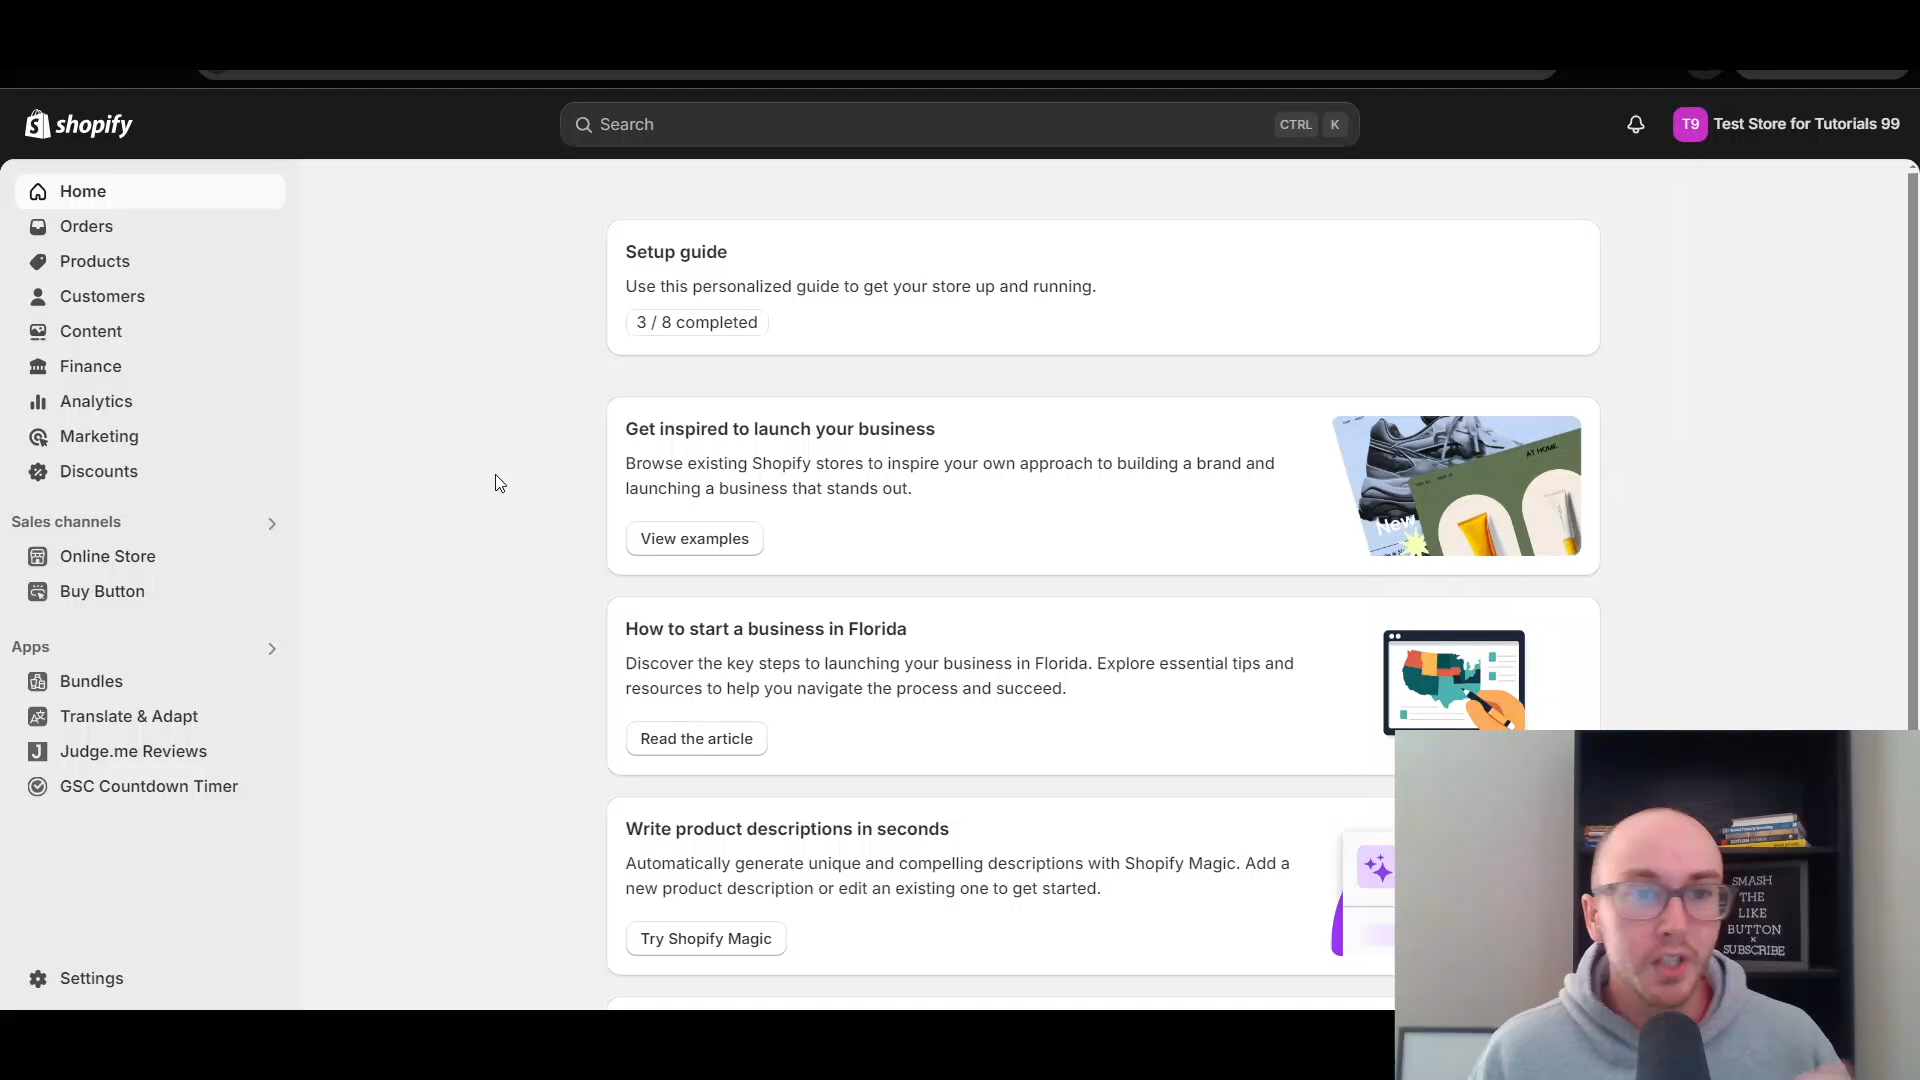 shopify
Search
CTRL K
T9
Test Store for Tutorials 99
Home
Orders
Products
Customers
Content
Finance
Analytics
Marketing
Discounts
Sales channels
Online Store
Buy Button
Apps
Bundles
Translate & Adapt
J Judge.me Reviews
GSC Countdown Timer
Settings
Setup guide
Use this personalized guide to get your store up and running.
3 / 8 completed
Get inspired to launch your business
Browse existing Shopify stores to inspire your own approach to building a brand and
launching a business that stands out.
View examples
AT HOME
New
How to start a business in Florida
Discover the key steps to launching your business in Florida. Explore essential tips and
resources to help you navigate the process and succeed.
Read the article
Write product descriptions in seconds
Automatically generate unique and compelling descriptions with Shopify Magic. Add a
new product description or edit an existing one to get started.
Try Shopify Magic
SMASH
THE
LIKE
BUTTON
×
SUBSCRIBE